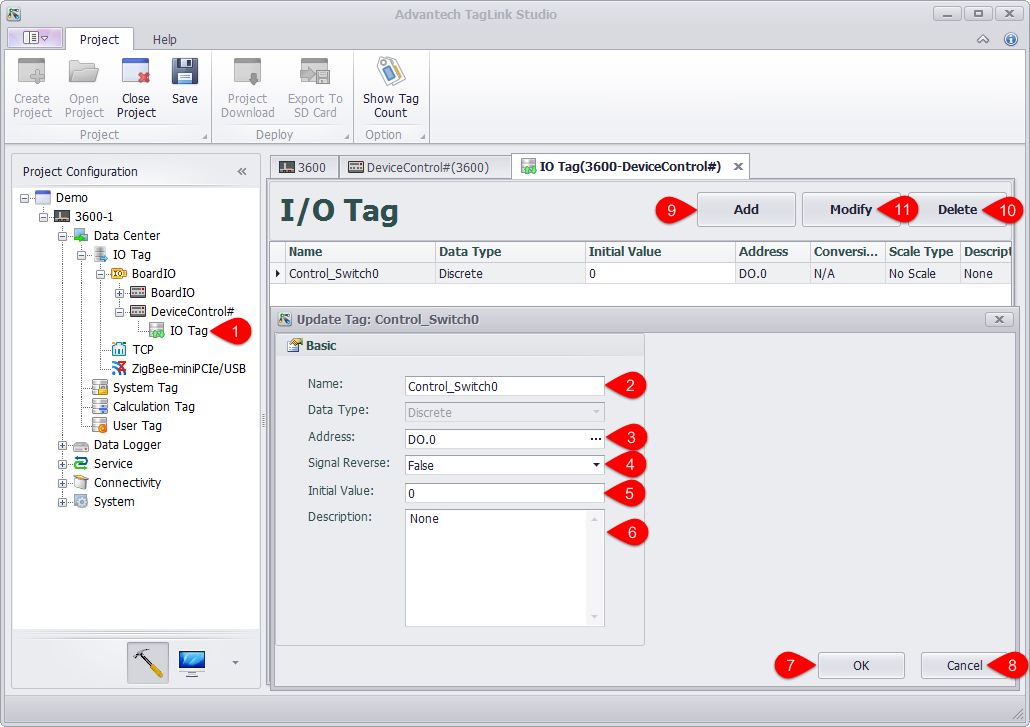 Advantech TagLink Studio
Project
Help
Create Project
Open Project
Close Project
Save
Project Download
Export To SD Card
Show Tag Count
Project
Deploy
Option
Project Configuration
«
Demo
3600-1
Data Center
IO Tag
BoardIO
BoardIO
DeviceControl#
IO Tag
1
TCP
ZigBee-miniPCIe/USB
System Tag
Calculation Tag
User Tag
Data Logger
Service
Connectivity
System
3600
DeviceControl#(3600)
IO Tag(3600-DeviceControl#)
I/O Tag
9
Add
Modify
11
Delete
10
Name Data Type Initial Value Address Conversi... Scale Type Descript
Control_Switch0 Discrete 0 DO.0 N/A No Scale None
Update Tag: Control_Switch0
Basic
Name: Control_Switch0 2
Data Type: Discrete
Address: DO.0 ... 3
Signal Reverse: False 4
Initial Value: 0 5
Description: None 6
7 OK
Cancel 8